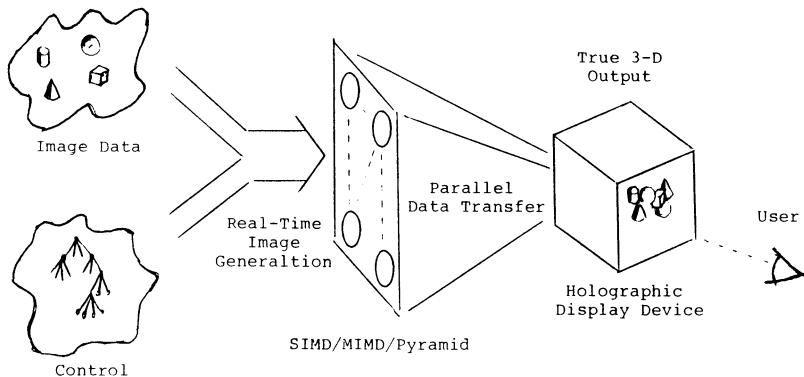 Image Data
Control
Real-Time
Image
Generaltion
SIMD/MIMD/Pyramid
Parallel
Data Transfer
True 3-D
Output
Holographic
Display Device
User